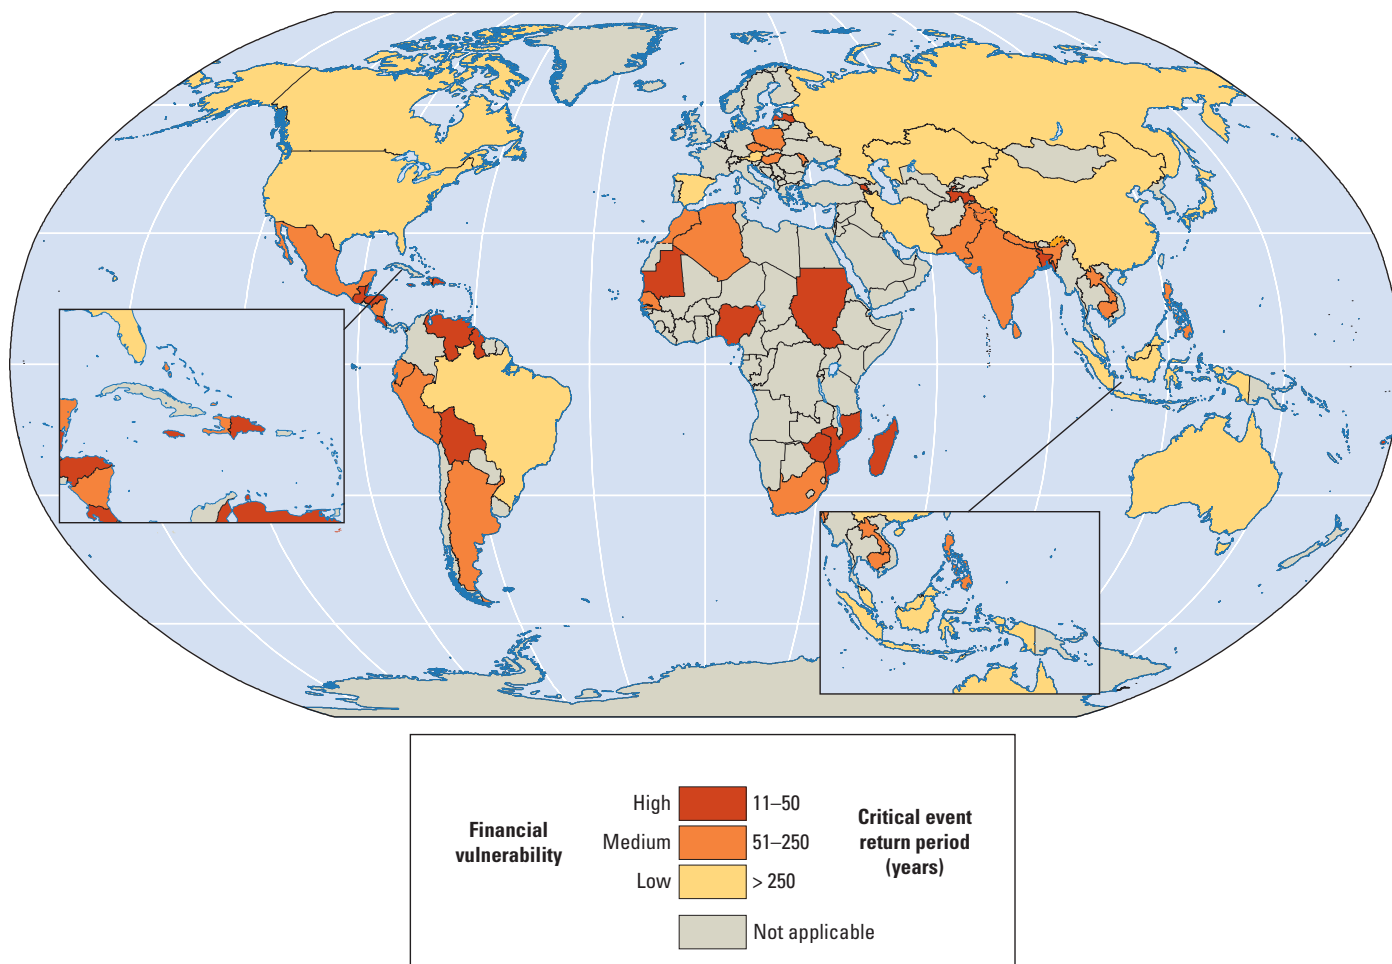 Financial
vulnerability
High
11–50
Medium
51–250
Low
> 250
Not applicable
Critical event
return period
(years)